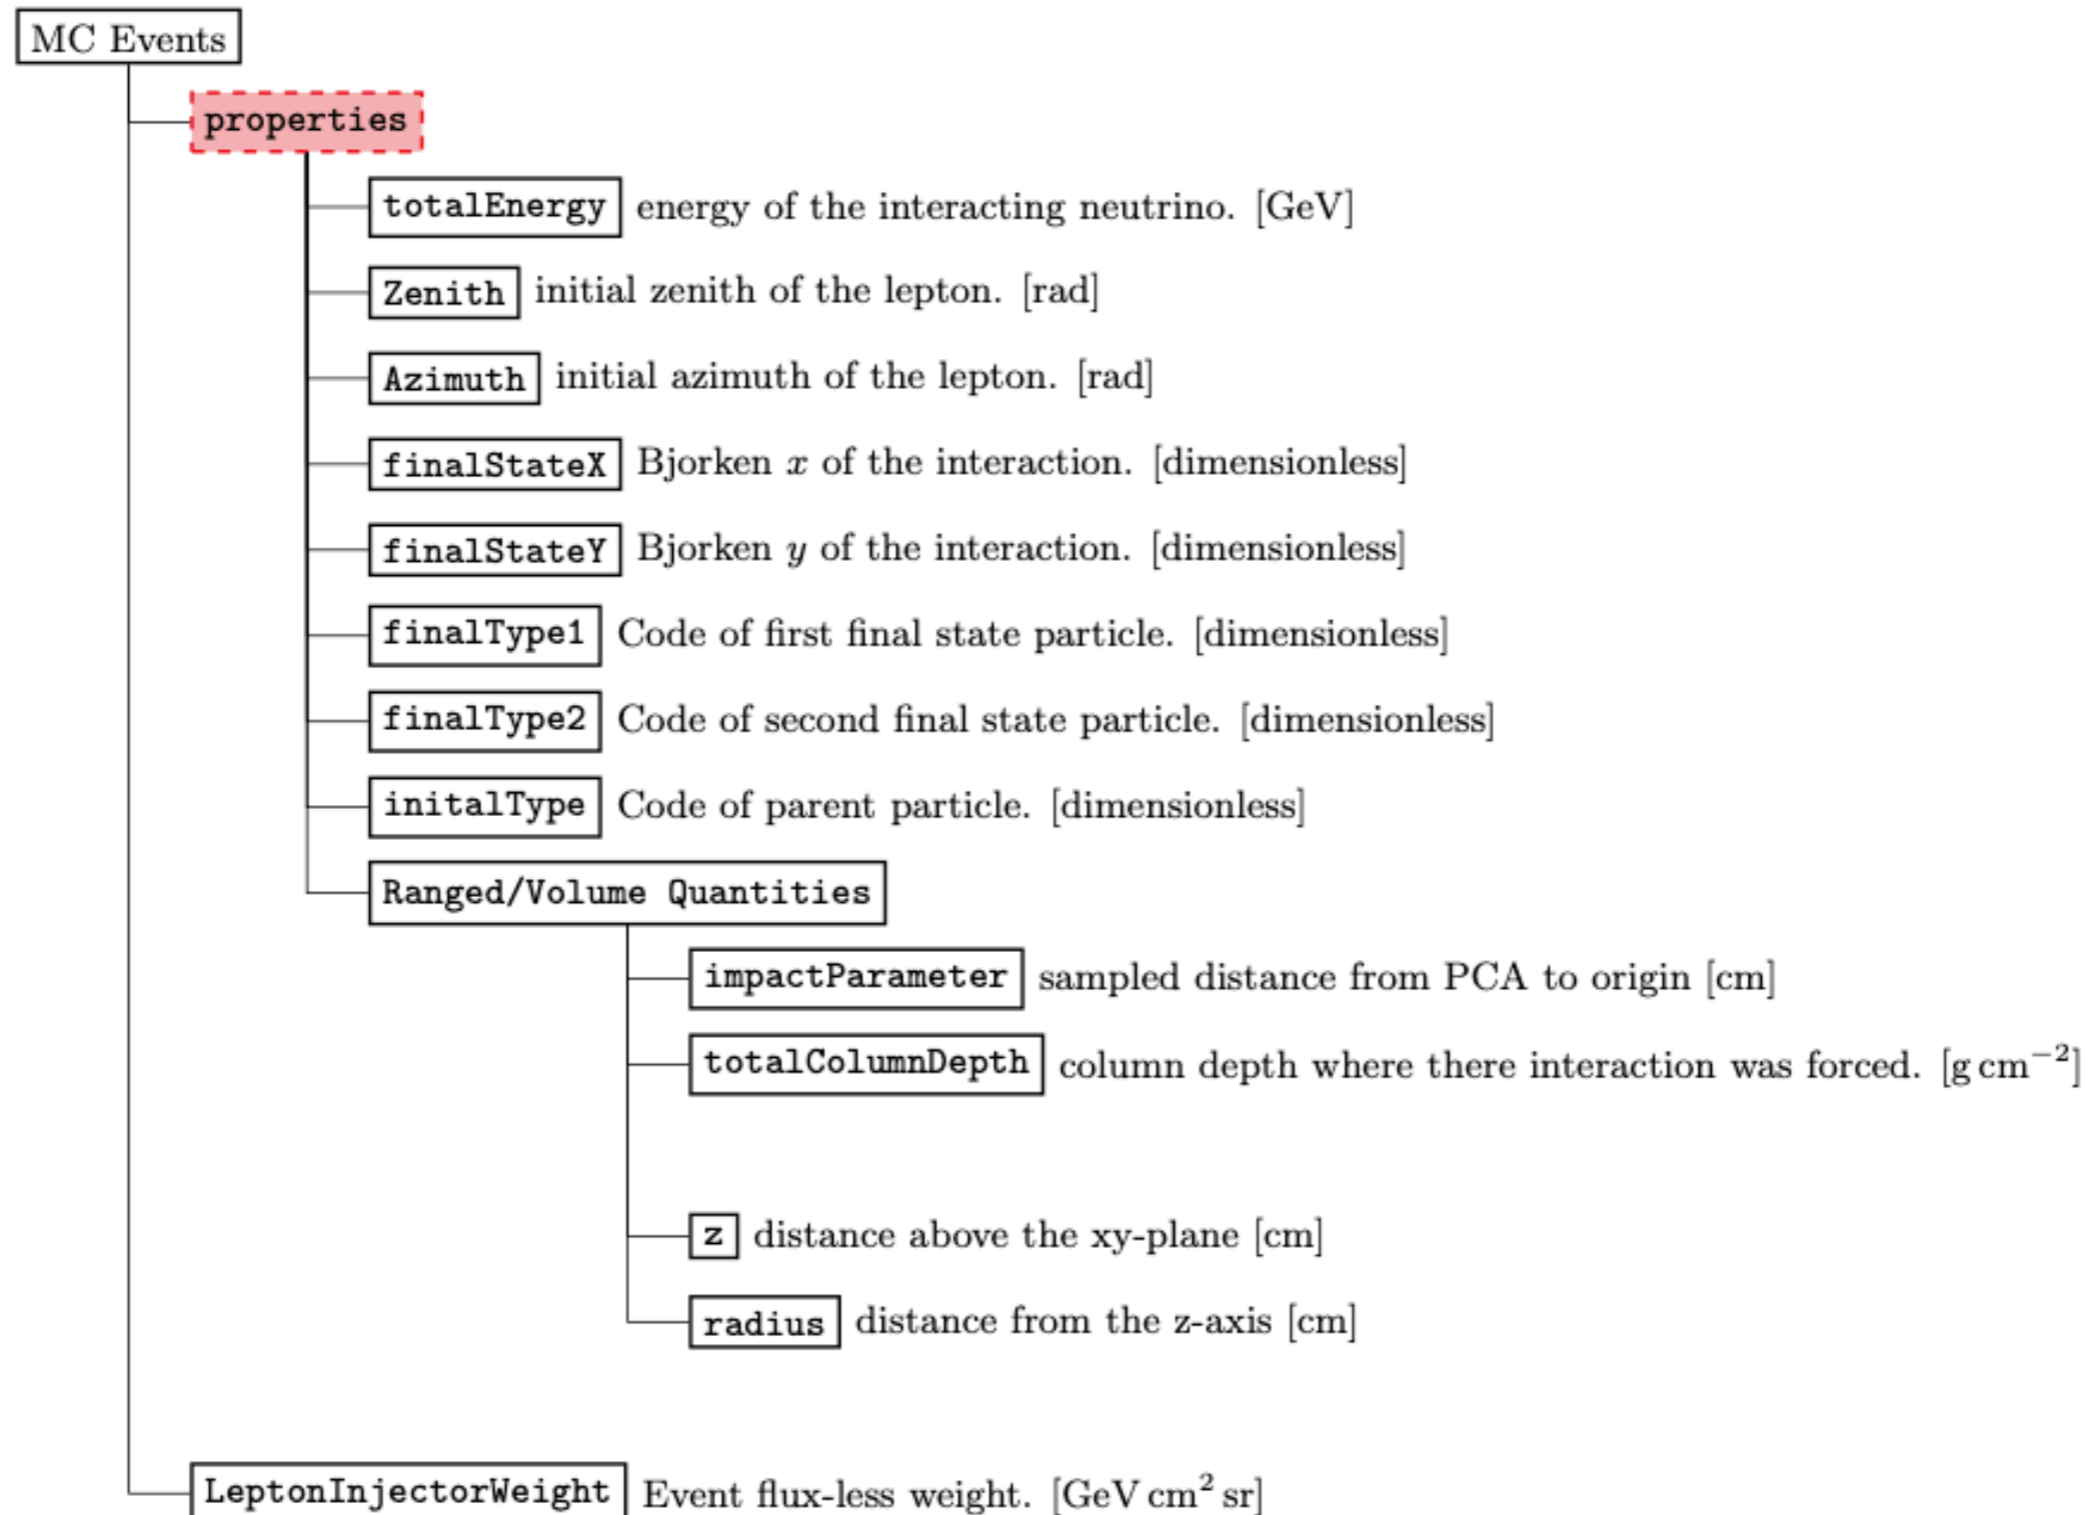 MC Events
properties
totalEnergy energy of the interacting neutrino. [GeV]
Zenith initial zenith of the lepton. [rad]
Azimuth initial azimuth of the lepton. [rad]
finalStateX Bjorken x of the interaction. [dimensionless]
finalStateY Bjorken y of the interaction. [dimensionless]
finalType1 Code of first final state particle. [dimensionless]
finalType2 Code of second final state particle. [dimensionless]
initalType Code of parent particle. [dimensionless]
Ranged/Volume Quantities
impactParameter sampled distance from PCA to origin [cm]
totalColumnDepth column depth where there interaction was forced. [g cm⁻²]
z distance above the xy-plane [cm]
radius distance from the z-axis [cm]
LeptonInjectorWeight Event flux-less weight. [GeV cm² sr]